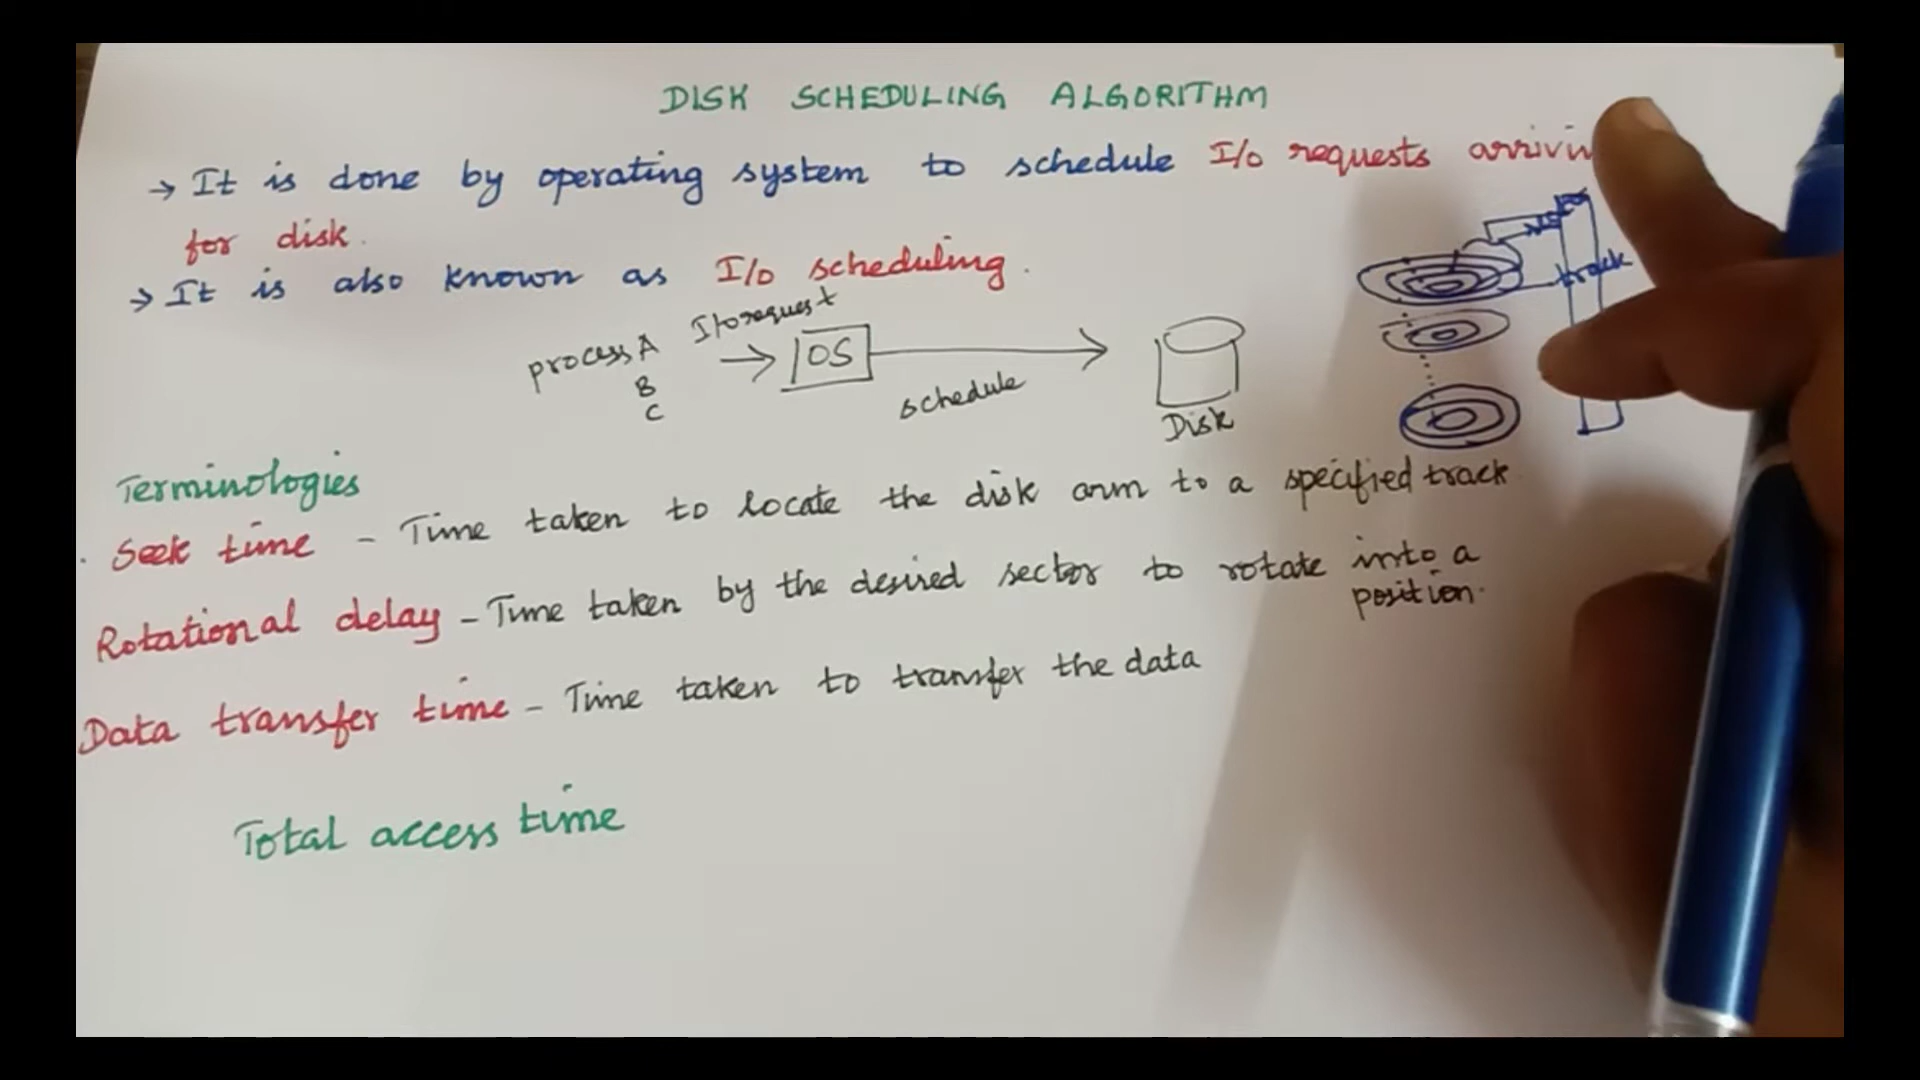 DISK SCHEDULING ALGORITHM
→ It is done by operating system to schedule I/o requests
for disk.
→ It is also known as I/o scheduling.
process A I/o request → OS
B
C
schedule
Disk
track
Terminologies
Seek time - Time taken to locate the disk arm to a specified track
Rotational delay - Time taken by the desired sector to rotate into a
position.
Data transfer time - Time taken to transfer the data
Total access time